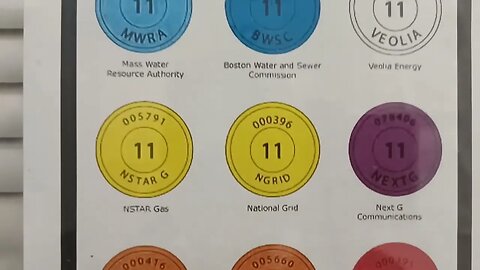 11 11 11
MWRA BWSC VEOLIA
Mass Water Boston Water and Sewer Veolia Energy
Resource Authority Commission
005791 000396
11 11 11
NSTAR G NGRID NEXTG
NSTAR Gas National Grid Next G
Communications
000416 005660